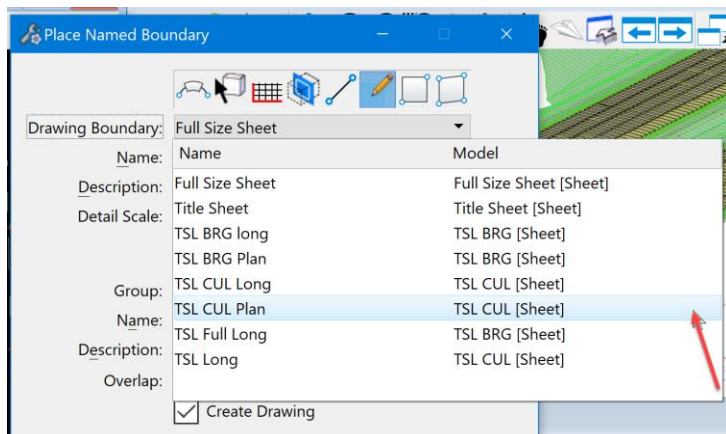 Place Named Boundary
Drawing Boundary: Full Size Sheet
Name: Name Model
Description: Full Size Sheet Full Size Sheet [Sheet]
Detail Scale: Title Sheet Title Sheet [Sheet]
TSL BRG long TSL BRG [Sheet]
TSL BRG Plan TSL BRG [Sheet]
Group: TSL CUL Long TSL CUL [Sheet]
Name: TSL CUL Plan TSL CUL [Sheet]
Description: TSL Full Long TSL BRG [Sheet]
Overlap: TSL Long TSL CUL [Sheet]
Create Drawing